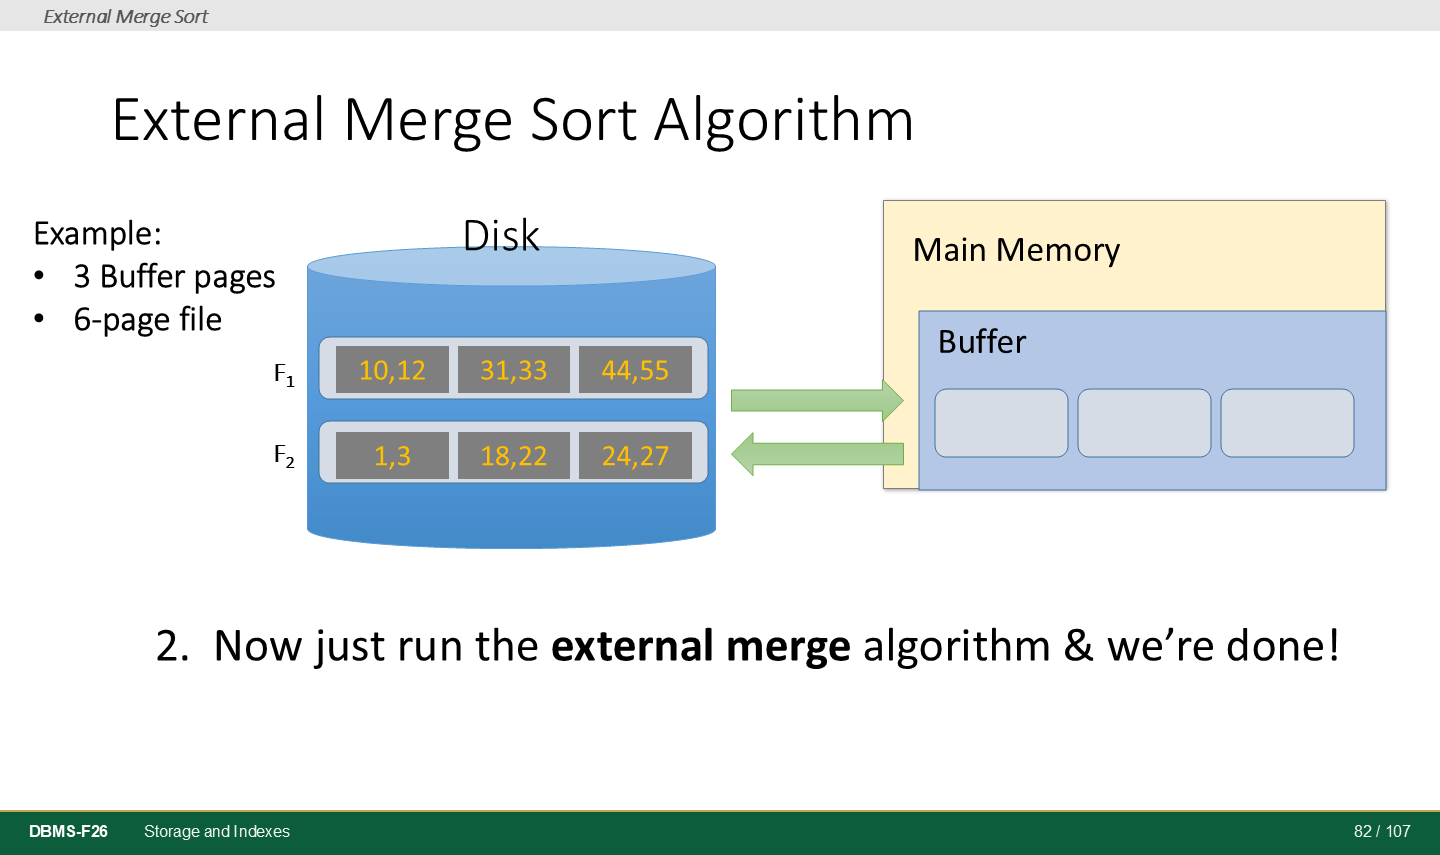 External Merge Sort
External Merge Sort Algorithm
Example:
• 3 Buffer pages
• 6-page file
Disk
F1 10,12 31,33 44,55
F2 1,3 18,22 24,27
Main Memory
Buffer
2. Now just run the external merge algorithm & we’re done!
DBMS-F26 Storage and Indexes 82 / 107